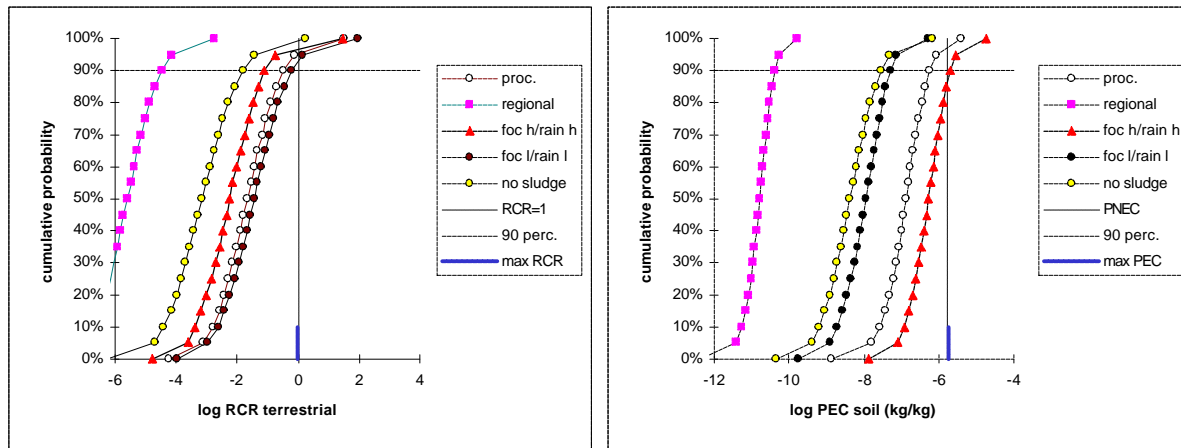 100%
90%
80%
70%
60%
50%
40%
30%
20%
10%
0%
cumulative probability
-6
-4
-2
0
2
4
log RCR terrestrial
proc.
regional
foc h/rain h
foc l/rain l
no sludge
RCR=1
90 perc.
max RCR
100%
90%
80%
70%
60%
50%
40%
30%
20%
10%
0%
cumulative probability
-12
-10
-8
-6
-4
log PEC soil (kg/kg)
proc.
regional
foc h/rain h
foc l/rain l
no sludge
PNEC
90 perc.
max PEC